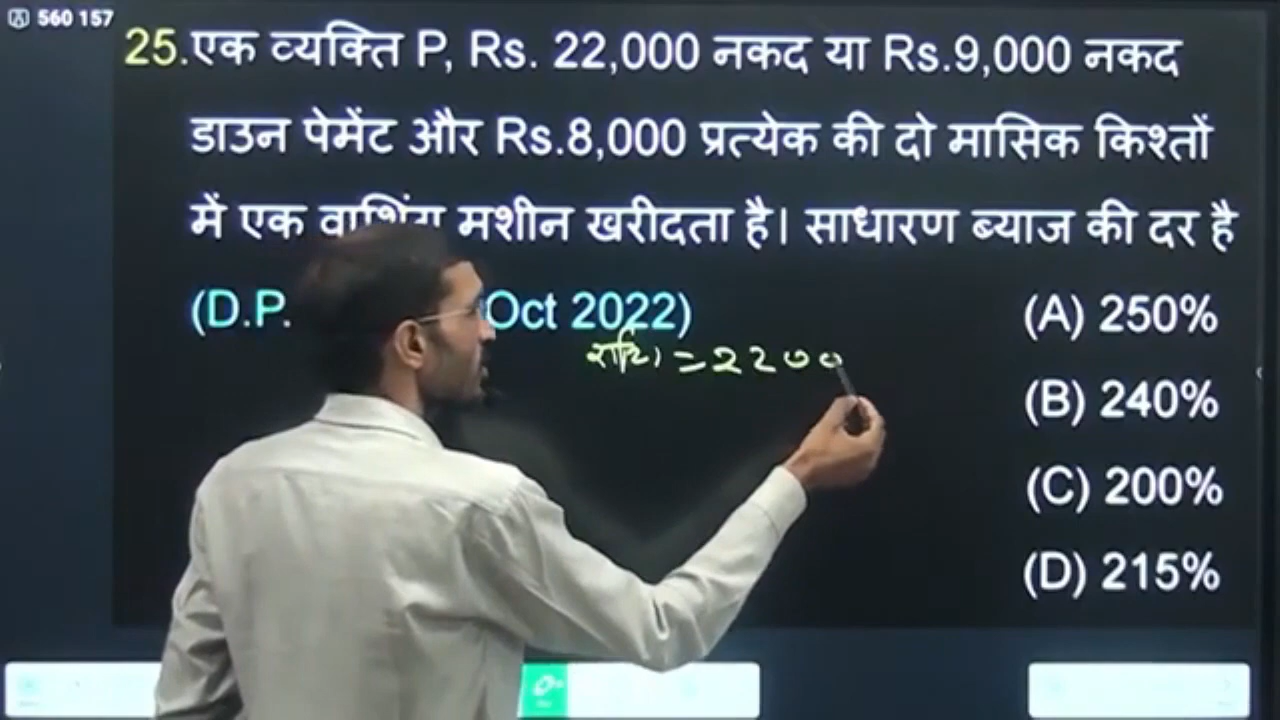 560 157
25.एक व्यक्ति P, Rs. 22,000 नकद या Rs.9,000 नकद
डाउन पेमेंट और Rs.8,000 प्रत्येक की दो मासिक किश्तों
में एक वाशिंग मशीन खरीदता है। साधारण ब्याज की दर है
(D.P. Oct 2022)
(A) 250%
राशि = 2200
(B) 240%
(C) 200%
(D) 215%